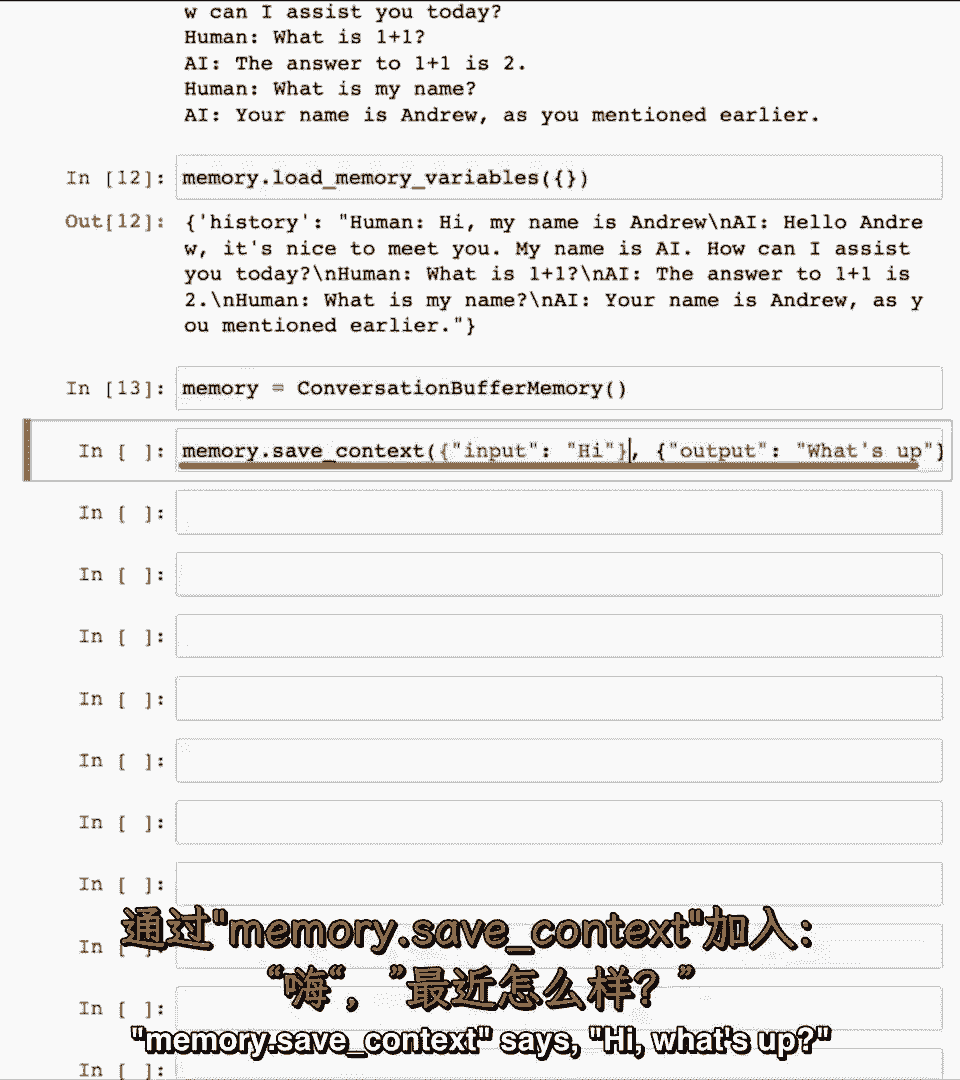 w can I assist you today?
Human: What is 1+1?
AI: The answer to 1+1 is 2.
Human: What is my name?
AI: Your name is Andrew, as you mentioned earlier.
In [12]: memory.load_memory_variables({})
Out[12]: {'history': "Human: Hi, my name is Andrew\nAI: Hello Andre
w, it's nice to meet you. My name is AI. How can I assist
you today?\nHuman: What is 1+1?\nAI: The answer to 1+1 is
2.\nHuman: What is my name?\nAI: Your name is Andrew, as y
ou mentioned earlier."}
In [13]: memory = ConversationBufferMemory()
In [ ]: memory.save_context({"input": "Hi"}, {"output": "What's up"}
In [ ]:
In [ ]:
In [ ]:
In [ ]:
In [ ]:
In [ ]:
In [ ]:
In [ ]:
通过"memory.save_context"加入:
In [ ]:
“嗨“，”最近怎么样？”
"memory.save_context" says, "Hi, what's up?"
In [ ]: